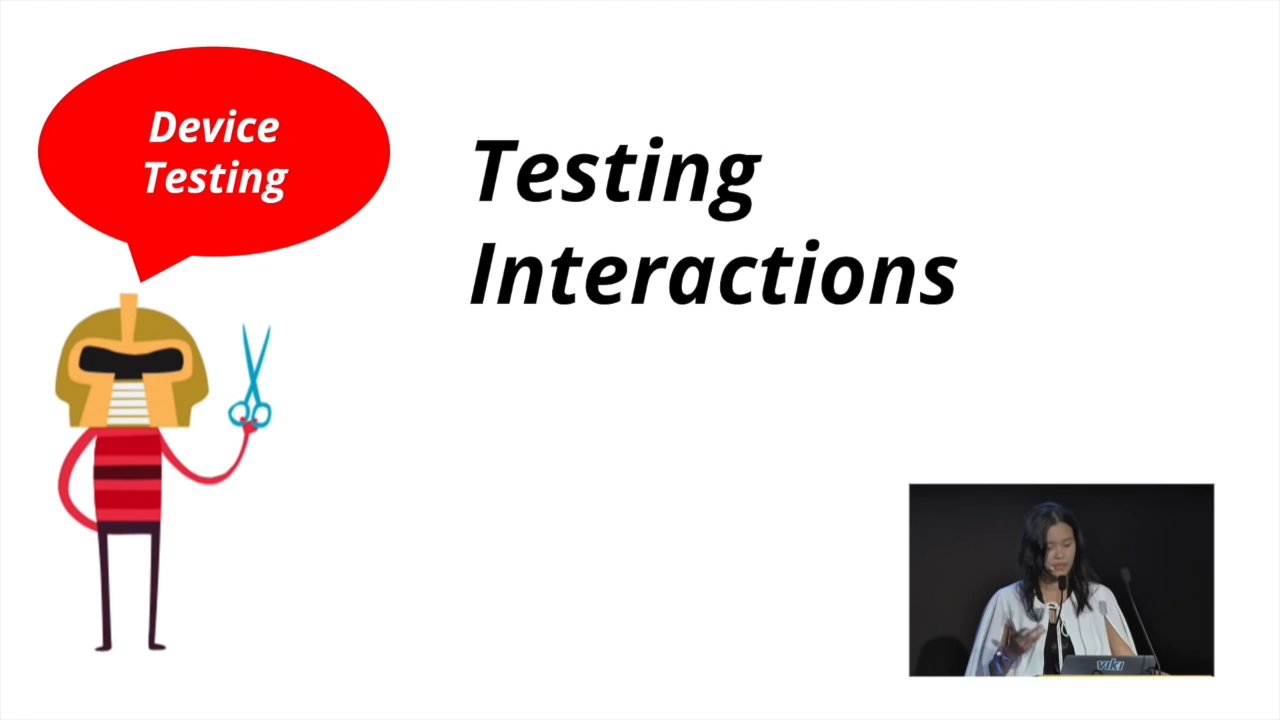 Device
Testing
Testing
Interactions
viki